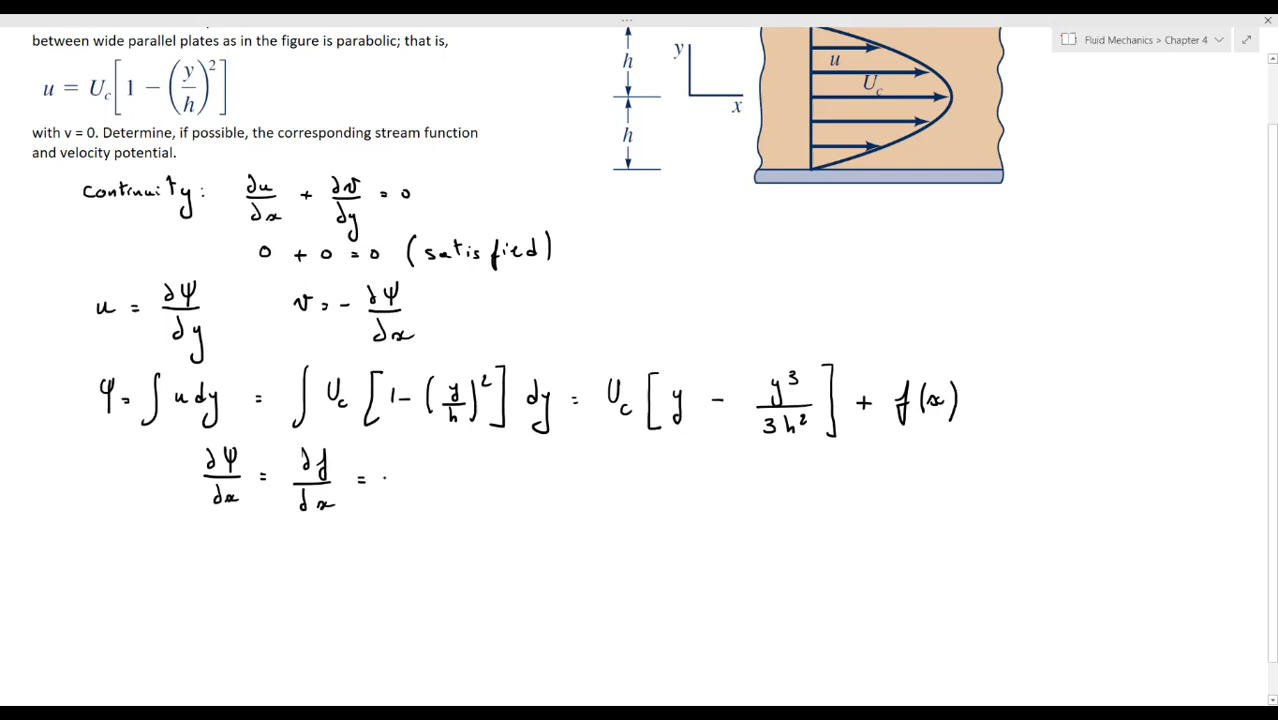 between wide parallel plates as in the figure is parabolic; that is,
u = U_c[1 − (y/h)²]
with v = 0. Determine, if possible, the corresponding stream function
and velocity potential.
h
h
y
x
u
U_c
Fluid Mechanics > Chapter 4
continuity: ∂u/∂x + ∂v/∂y = 0
0 + 0 = 0 (satisfied)
u = ∂ψ/∂y v = - ∂ψ/∂x
ψ = ∫ u dy = ∫ U_c [1 - (y/h)²] dy = U_c [y - y³/3h²] + f(x)
∂ψ/∂x = ∂f/∂x =